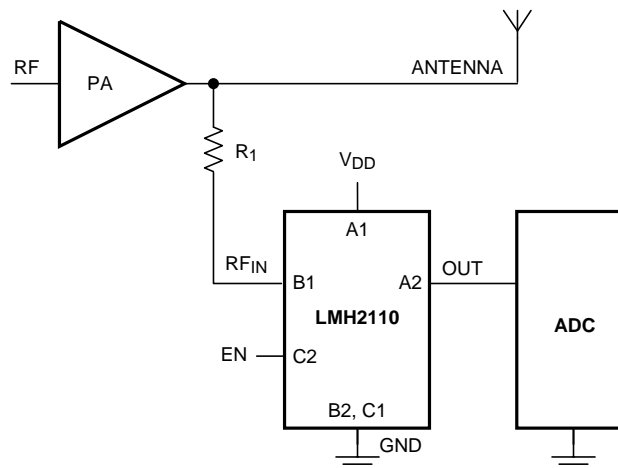 RF
PA
ANTENNA
R1
VDD
A1
RFIN
B1
A2
OUT
LMH2110
ADC
EN
C2
B2, C1
GND